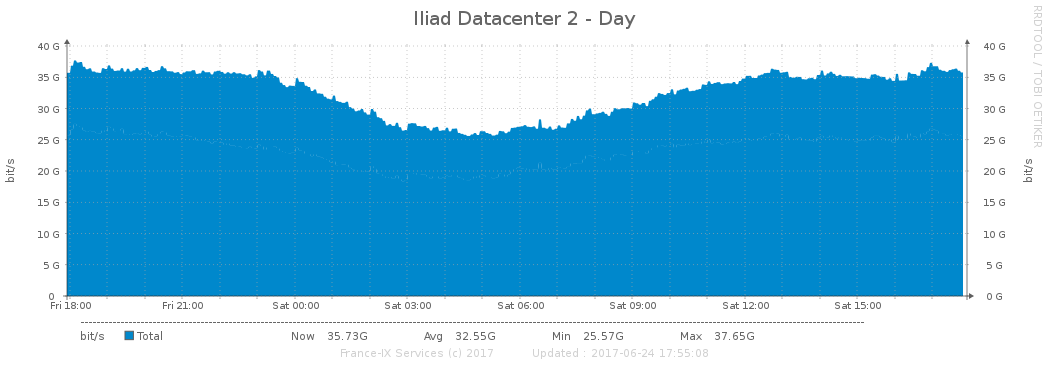 Iliad Datacenter 2 - Day
RRDTOOL / TOBI OETIKER
40 G 40 G
35 G 35 G
30 G 30 G
25 G 25 G
20 G 20 G
15 G 15 G
10 G 10 G
5 G 5 G
0 0 G
bit/s bit/s
Fri 18:00 Fri 21:00 Sat 00:00 Sat 03:00 Sat 06:00 Sat 09:00 Sat 12:00 Sat 15:00
bit/s Total Now 35.73G Avg 32.55G Min 25.57G Max 37.65G
France-IX Services (c) 2017 Updated : 2017-06-24 17:55:08